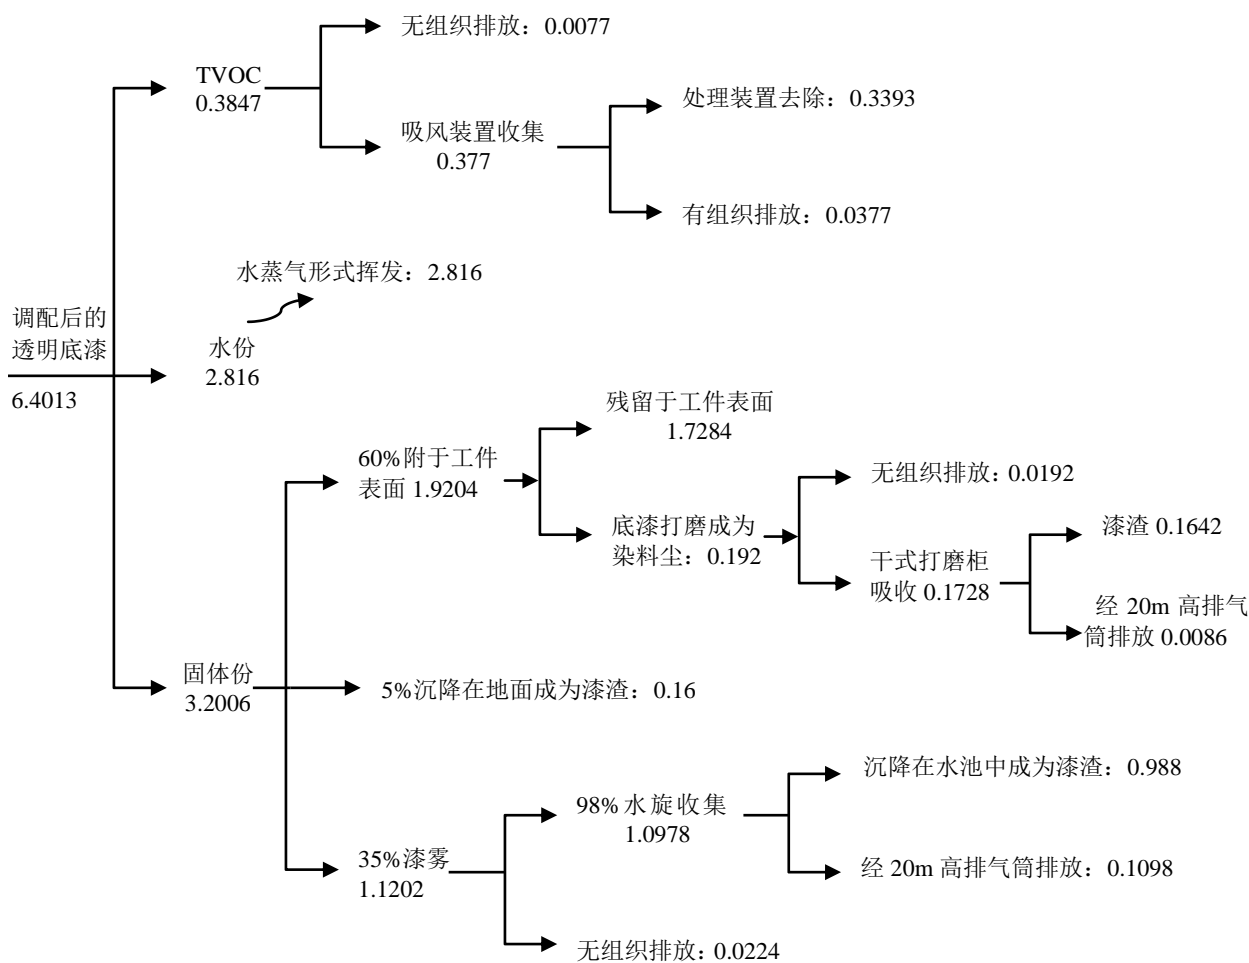 无组织排放：0.0077
TVOC
0.3847
处理装置去除：0.3393
吸风装置收集
0.377
有组织排放：0.0377
水蒸气形式挥发：2.816
调配后的
透明底漆
6.4013
水份
2.816
残留于工件表面
1.7284
60%附于工件
表面 1.9204
无组织排放：0.0192
底漆打磨成为
染料尘：0.192
漆渣 0.1642
干式打磨柜
吸收 0.1728
经 20m 高排气
筒排放 0.0086
固体份
3.2006
5%沉降在地面成为漆渣：0.16
沉降在水池中成为漆渣：0.988
98%水旋收集
1.0978
35%漆雾
1.1202
经 20m 高排气筒排放：0.1098
无组织排放：0.0224